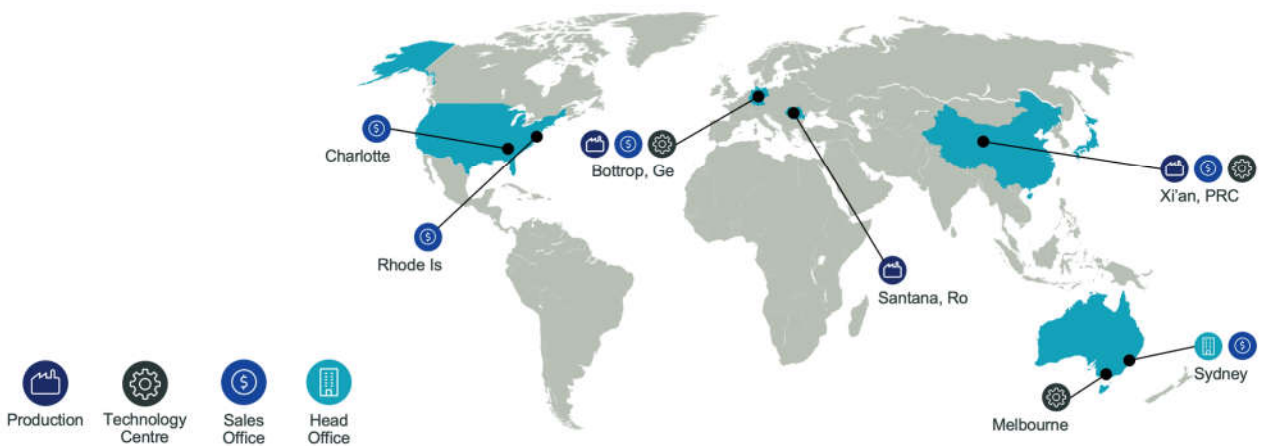 Charlotte
Bottrop, Ge
Xi'an, PRC
Rhode Is
Santana, Ro
Sydney
Melbourne
Production
Technology
Centre
Sales
Office
Head
Office